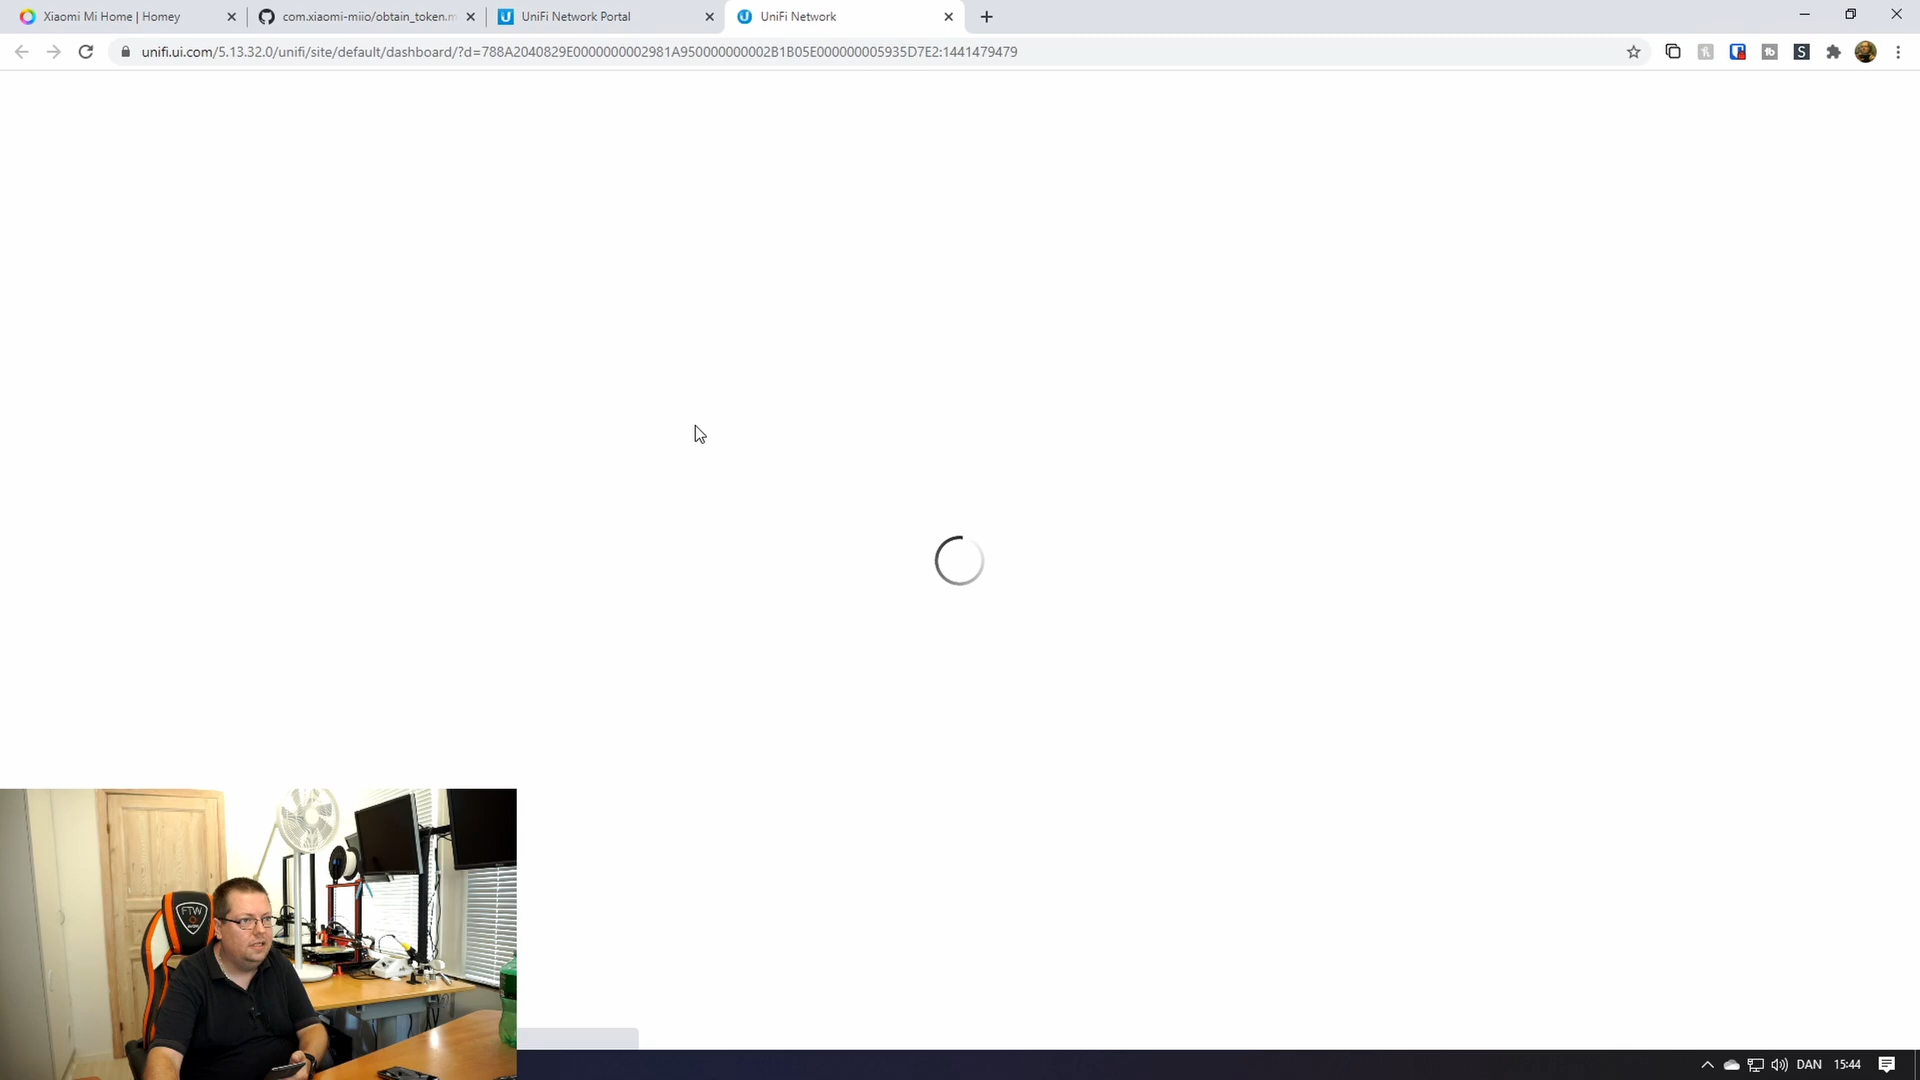 Xiaomi Mi Home | Homey
com.xiaomi-miio/obtain_token.m
UniFi Network Portal
UniFi Network
unifi.ui.com/5.13.32.0/unifi/site/default/dashboard/?d=788A2040829E0000000002981A950000000002B1B05E000000005935D7E2:1441479479
FTW
DAN
15:44